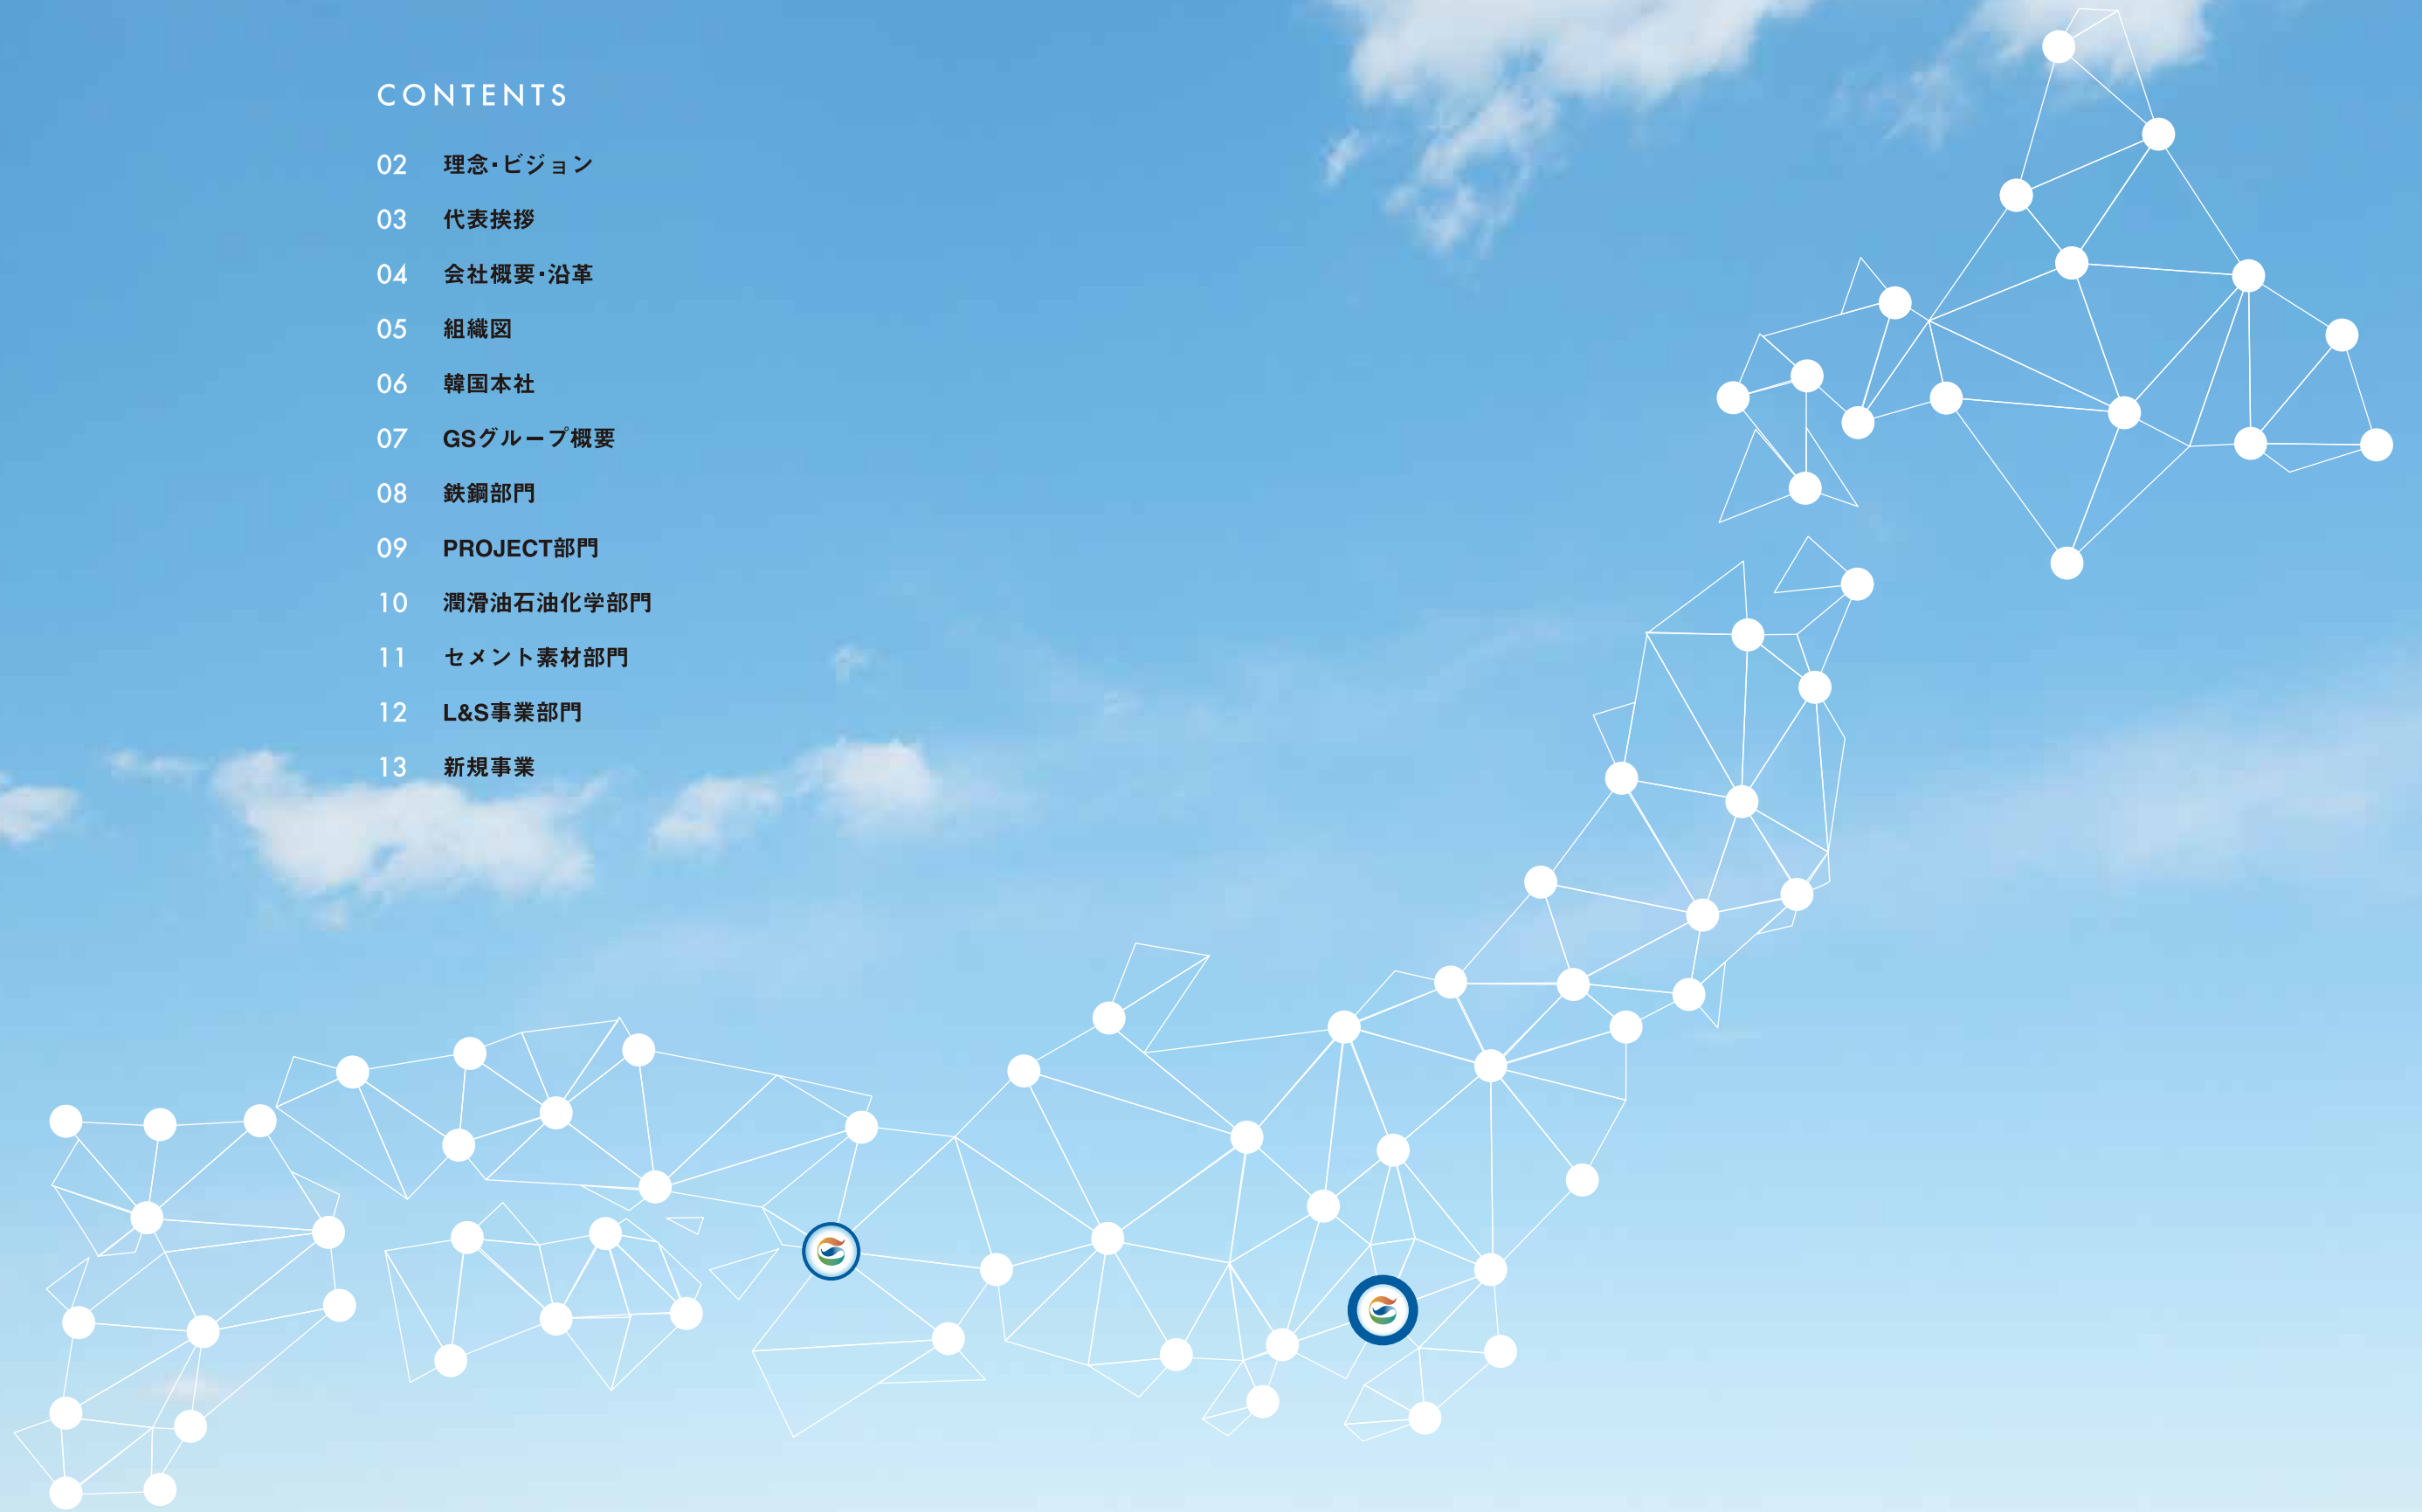 CONTENTS
02 理念・ビジョン
03 代表挨拶
04 会社概要・沿革
05 組織図
06 韓国本社
07 GSグループ概要
08 鉄鋼部門
09 PROJECT部門
10 潤滑油石油化学部門
11 セメント素材部門
12 L&S事業部門
13 新規事業